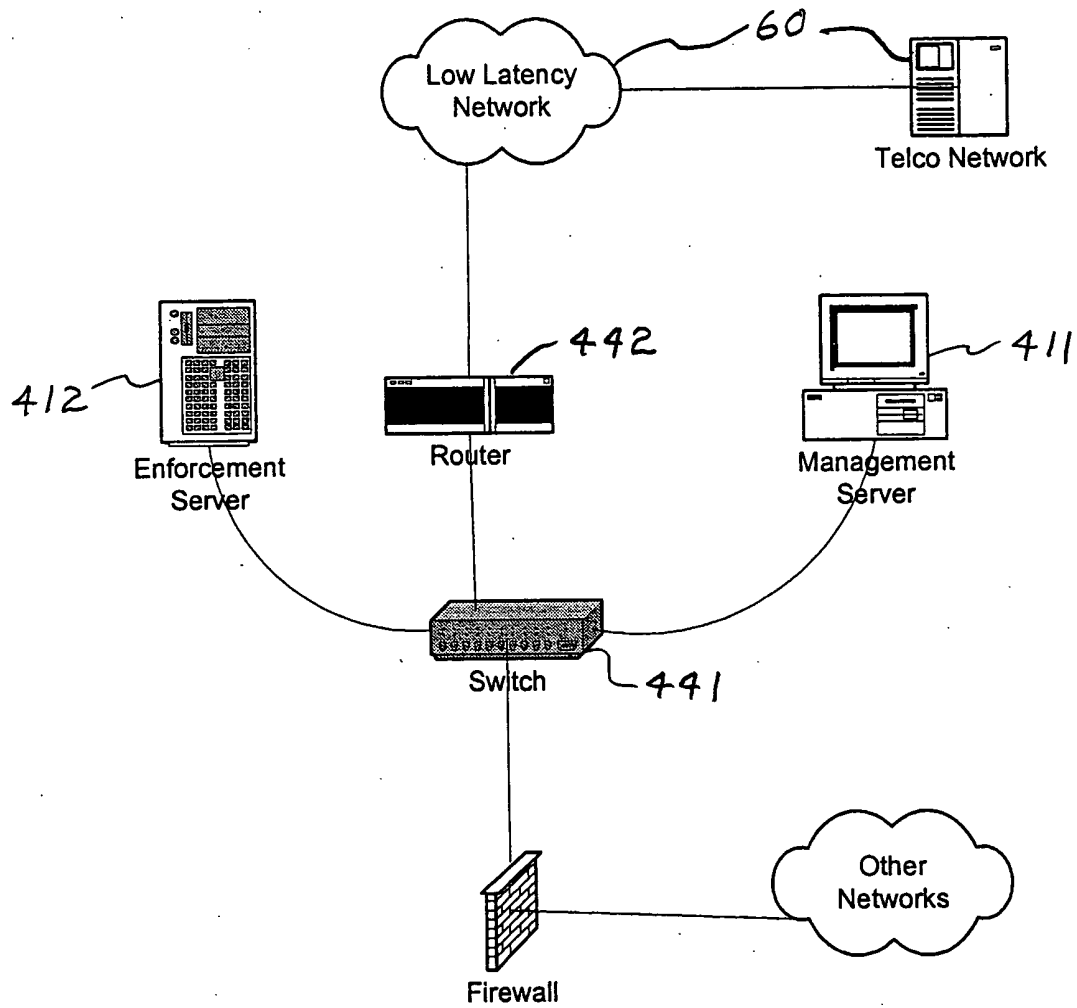 60
Low Latency
Network
Telco Network
412
Enforcement
Server
442
Router
411
Management
Server
Switch
441
Other
Networks
Firewall